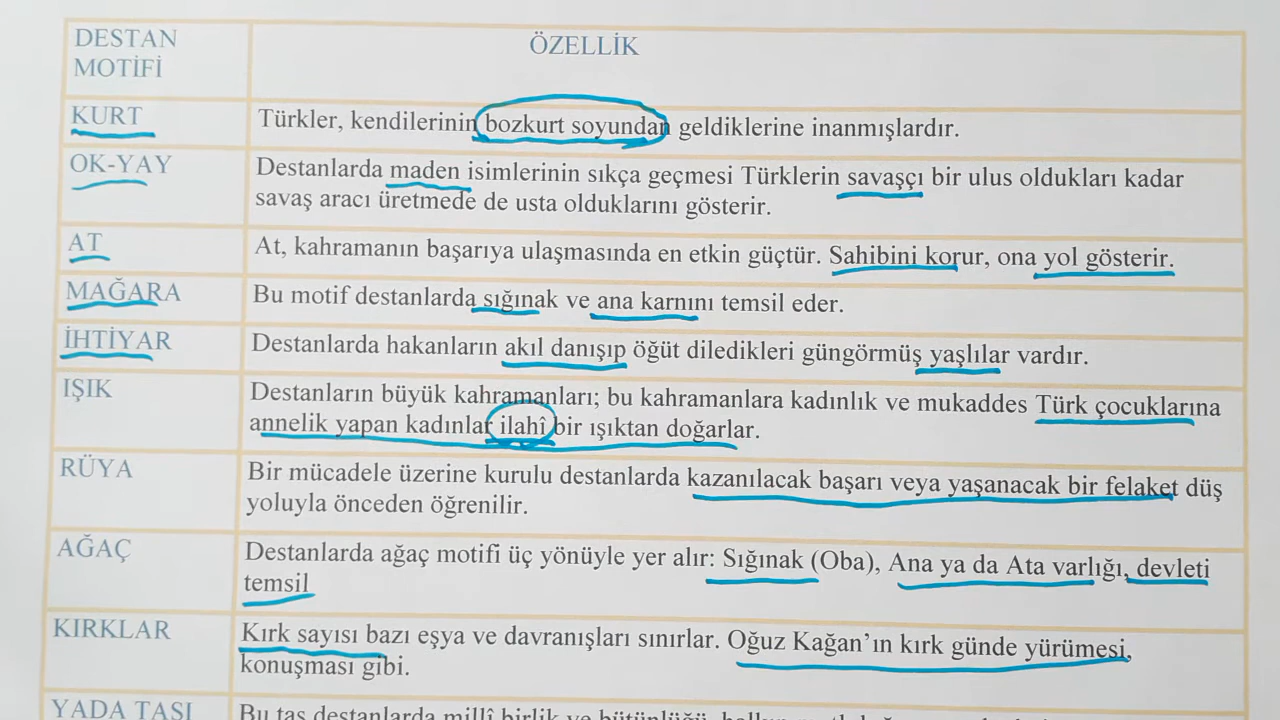 DESTAN MOTİFİ
ÖZELLİK
KURT
Türkler, kendilerinin bozkurt soyundan geldiklerine inanmışlardır.
OK-YAY
Destanlarda maden isimlerinin sıkça geçmesi Türklerin savaşçı bir ulus oldukları kadar
savaş aracı üretmede de usta olduklarını gösterir.
AT
At, kahramanın başarıya ulaşmasında en etkin güçtür. Sahibini korur, ona yol gösterir.
MAĞARA
Bu motif destanlarda sığınak ve ana karnını temsil eder.
İHTİYAR
Destanlarda hakanların akıl danışıp öğüt diledikleri güngörmüş yaşlılar vardır.
IŞIK
Destanların büyük kahramanları; bu kahramanlara kadınlık ve mukaddes Türk çocuklarına
annelik yapan kadınlar ilahî bir ışıktan doğarlar.
RÜYA
Bir mücadele üzerine kurulu destanlarda kazanılacak başarı veya yaşanacak bir felaket düş
yoluyla önceden öğrenilir.
AĞAÇ
Destanlarda ağaç motifi üç yönüyle yer alır: Sığınak (Oba), Ana ya da Ata varlığı, devleti
temsil
KIRKLAR
Kırk sayısı bazı eşya ve davranışları sınırlar. Oğuz Kağan’ın kırk günde yürümesi,
konuşması gibi.
YADA TAŞI
Bu taş destanlarda millî birlik ve bütünlüğü,